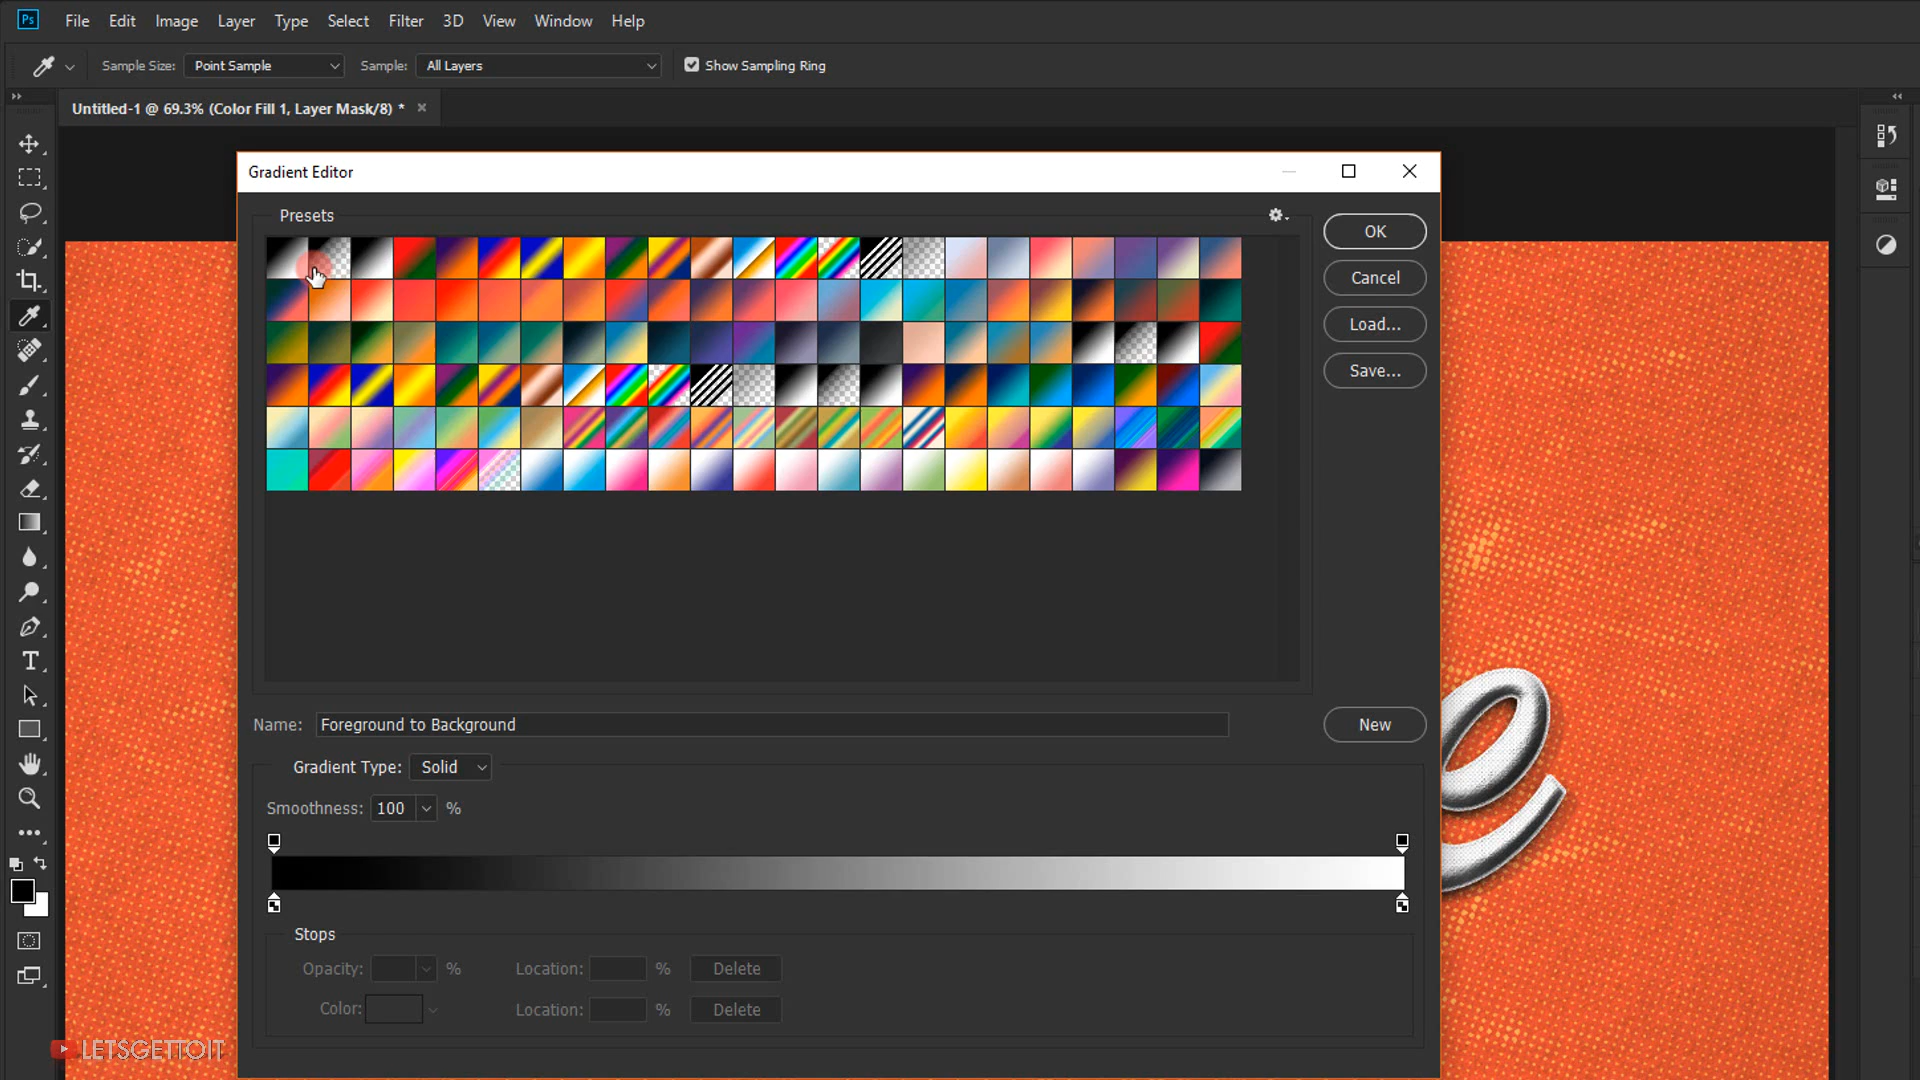 Ps File Edit Image Layer Type Select Filter 3D View Window Help
Sample Size: Point Sample Sample: All Layers Show Sampling Ring
Untitled-1 @ 69.3% (Color Fill 1, Layer Mask/8) *
Gradient Editor
Presets
OK
Cancel
Load...
Save...
Name: Foreground to Background
New
Gradient Type: Solid
Smoothness: 100 %
Stops
Opacity: % Location: % Delete
Color: Location: % Delete
LETSGETTOIT
e